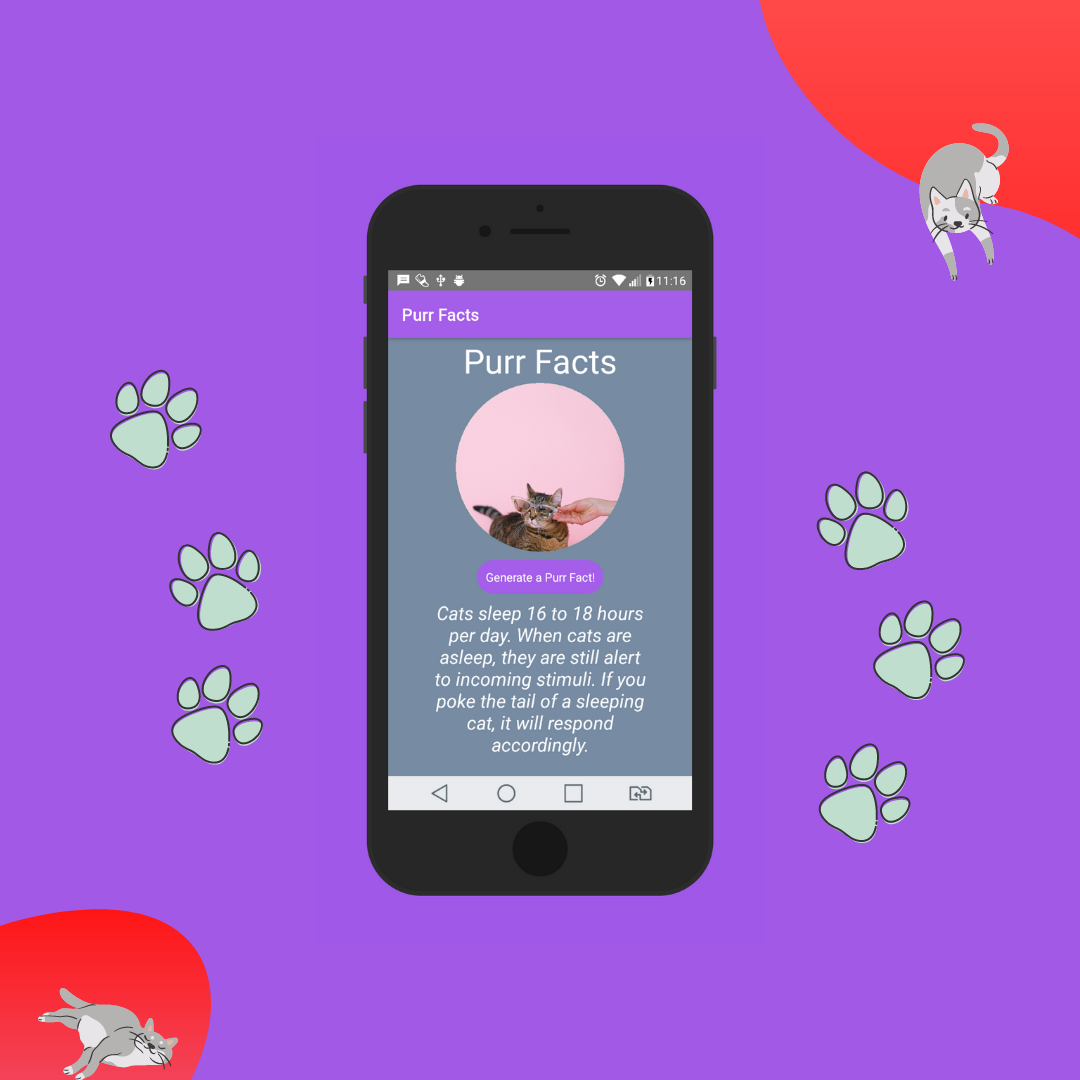 11:16
Purr Facts
Purr Facts
Generate a Purr Fact!
Cats sleep 16 to 18 hours
per day. When cats are
asleep, they are still alert
to incoming stimuli. If you
poke the tail of a sleeping
cat, it will respond
accordingly.